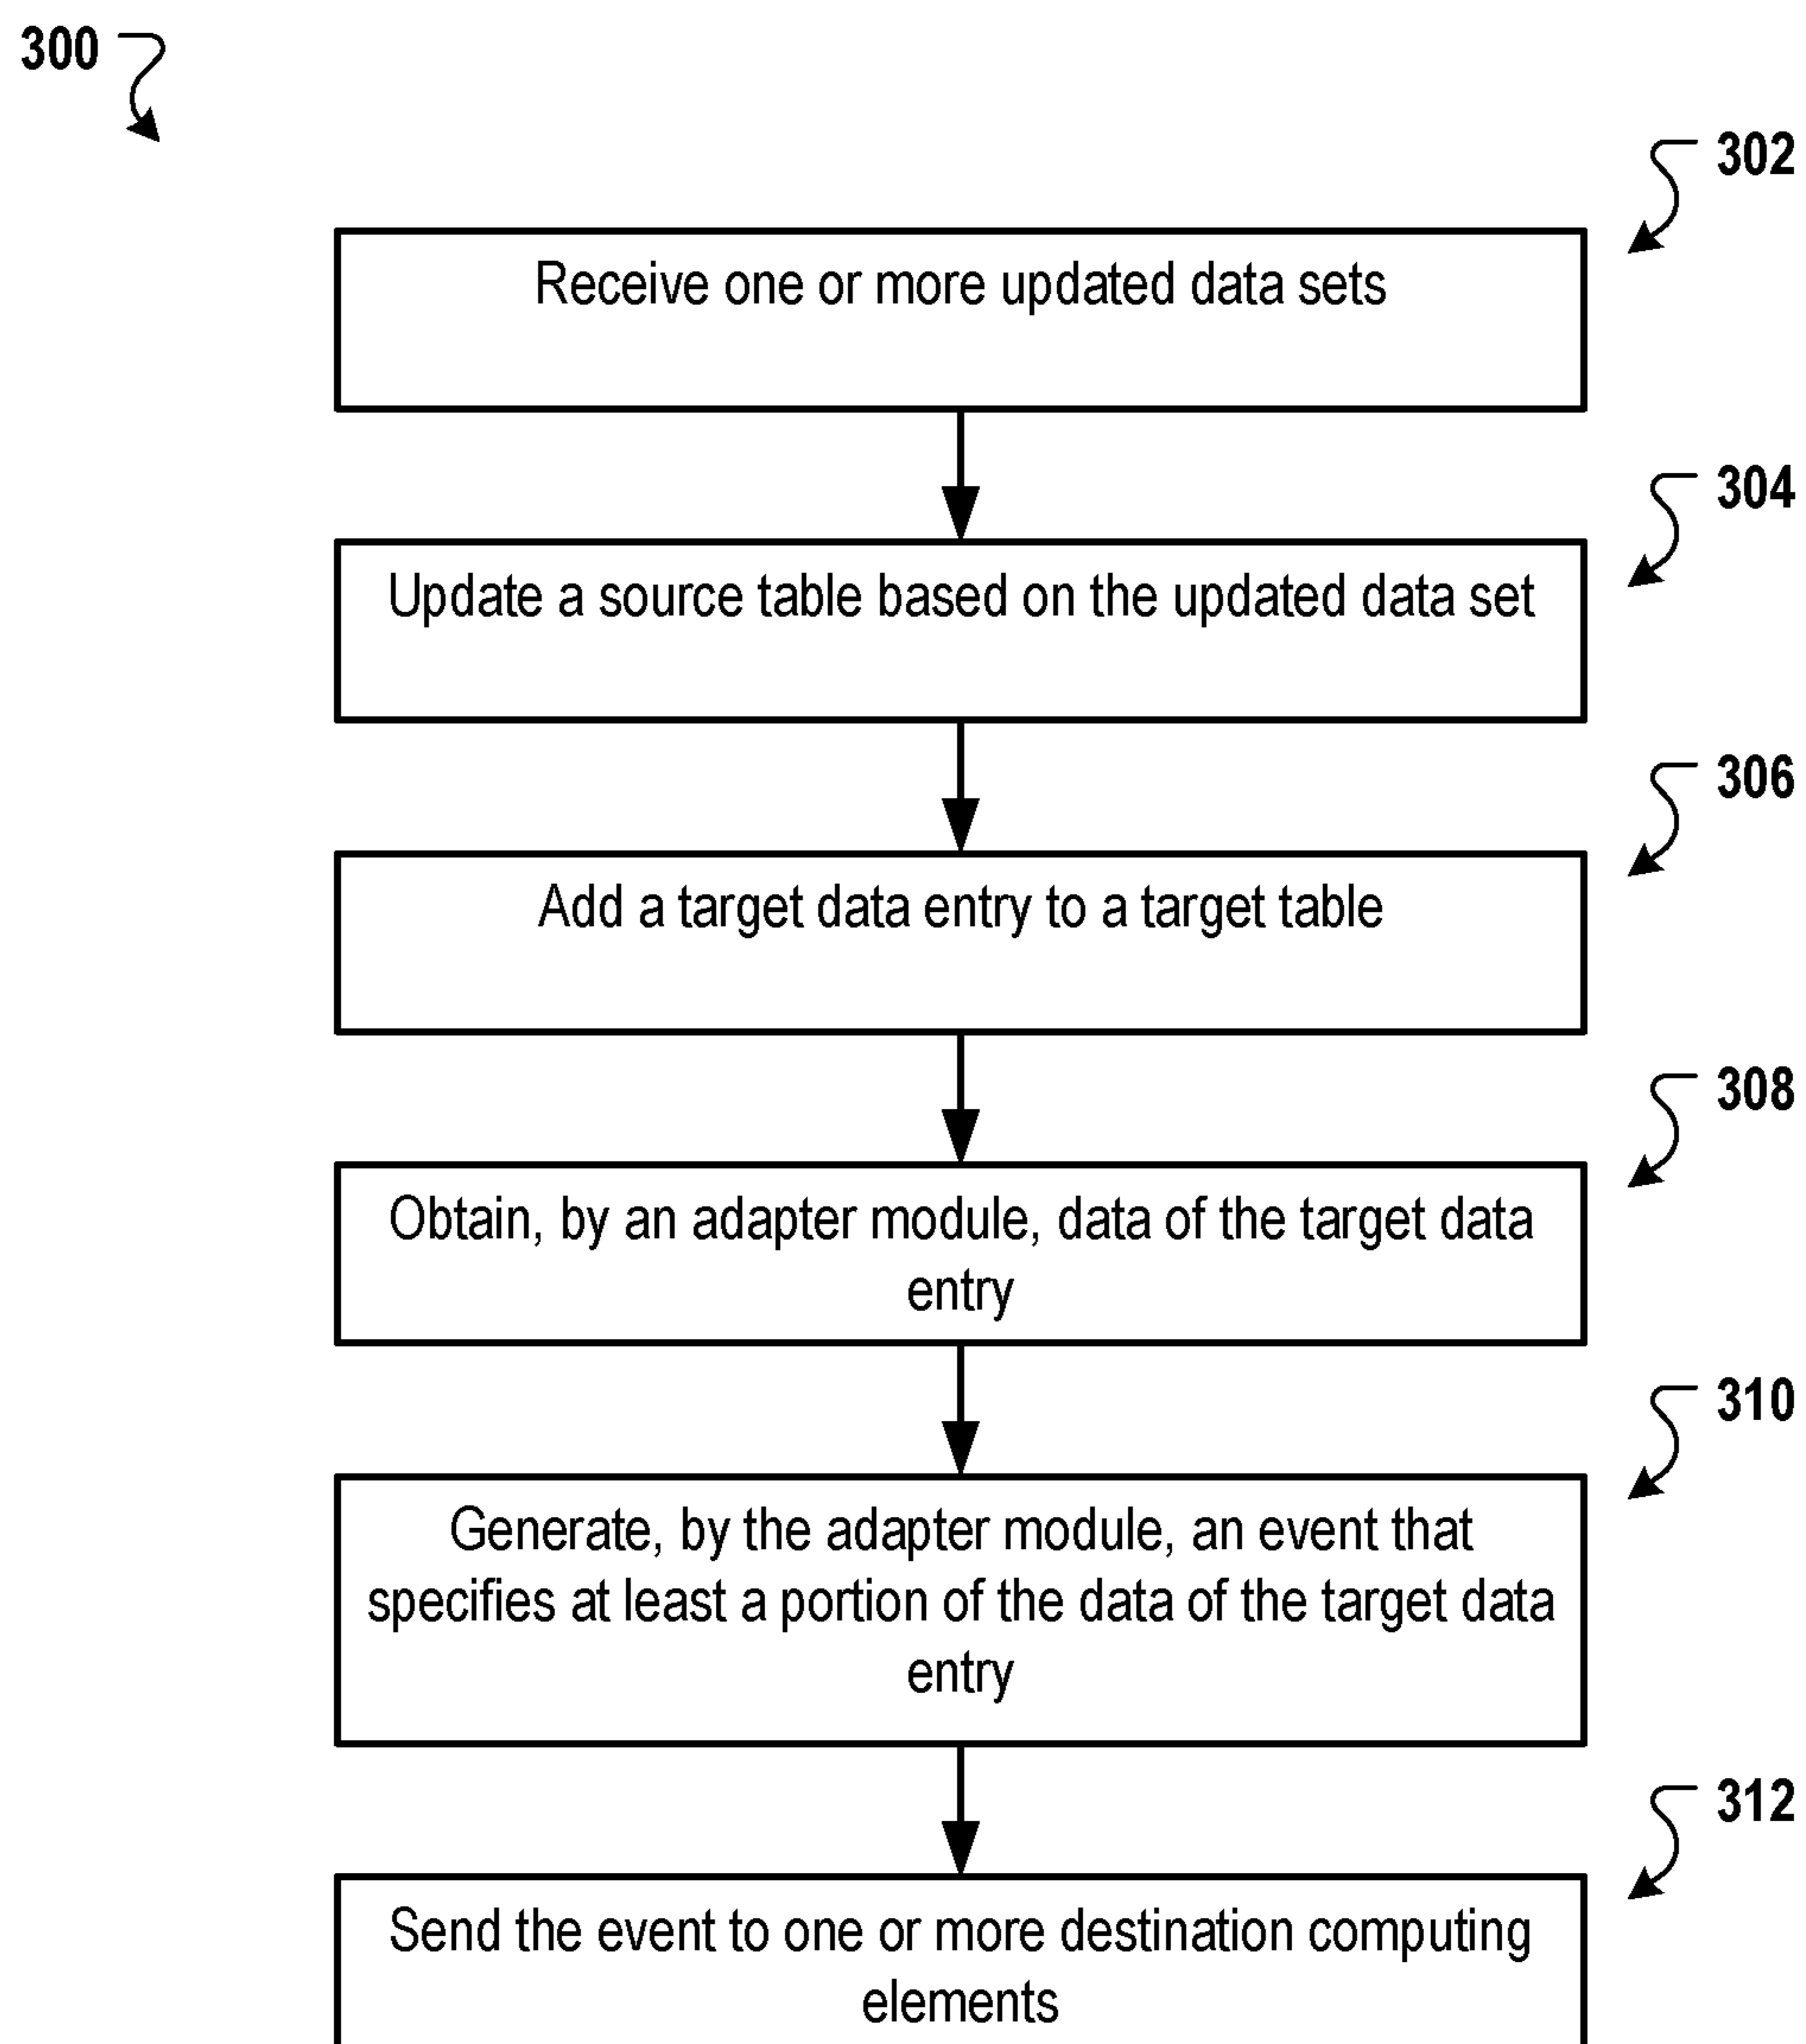 300
302
Receive one or more updated data sets
304
Update a source table based on the updated data set
306
Add a target data entry to a target table
308
Obtain, by an adapter module, data of the target data
entry
310
Generate, by the adapter module, an event that
specifies at least a portion of the data of the target data
entry
312
Send the event to one or more destination computing
elements